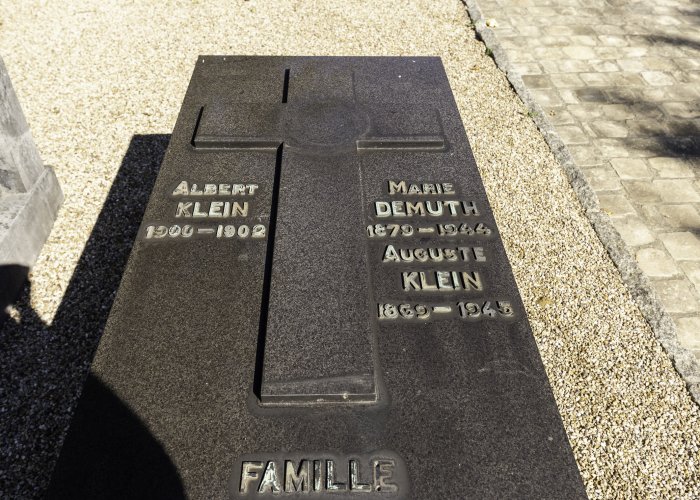 ALBERT
KLEIN
1900-1902
MARIE
DEMUTH
1879-1944
AUGUSTE
KLEIN
1869-1945
FAMILLE